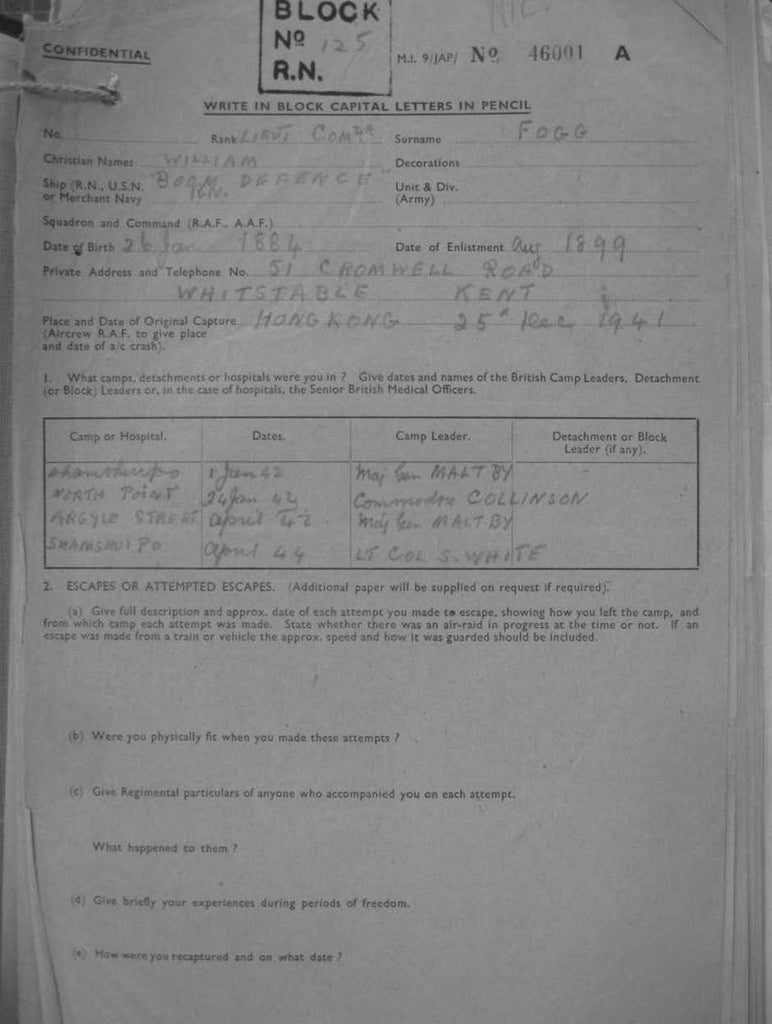 BLOCK
Nº 125
R.N.
CONFIDENTIAL
M.I. 9/JAP/ Nº 46001 A
WRITE IN BLOCK CAPITAL LETTERS IN PENCIL
No. Rank LIEUT COMDR Surname FOGG
Christian Names WILLIAM Decorations
Ship (R.N., U.S.N. "BOOM DEFENCE" Unit & Div.
or Merchant Navy R.N. (Army)
Squadron and Command (R.A.F., A.A.F.)
Date of Birth 26 Jan 1884 Date of Enlistment Aug 1899
Private Address and Telephone No. 51 CROMWELL ROAD
WHITSTABLE KENT
Place and Date of Original Capture HONGKONG 25th Dec 1941
(Aircrew R.A.F. to give place
and date of a/c crash).
1. What camps, detachments or hospitals were you in ? Give dates and names of the British Camp Leaders, Detachment
(or Block) Leaders or, in the case of hospitals, the Senior British Medical Officers.
Camp or Hospital. Dates. Camp Leader. Detachment or Block
Leader (if any).
Shamshuipo 1 Jan 42 Maj Gen MALTBY
NORTH POINT 24 Jan 42 Commodore COLLINSON
ARGYLE STREET april 42 Maj Gen MALTBY
SHAMSHUI PO april 44 LT COL S. WHITE
2. ESCAPES OR ATTEMPTED ESCAPES. (Additional paper will be supplied on request if required).
(a) Give full description and approx. date of each attempt you made to escape, showing how you left the camp, and
from which camp each attempt was made. State whether there was an air-raid in progress at the time or not. If an
escape was made from a train or vehicle the approx. speed and how it was guarded should be included.
(b) Were you physically fit when you made these attempts ?
(c) Give Regimental particulars of anyone who accompanied you on each attempt.
What happened to them ?
(d) Give briefly your experiences during periods of freedom.
(e) How were you recaptured and on what date ?